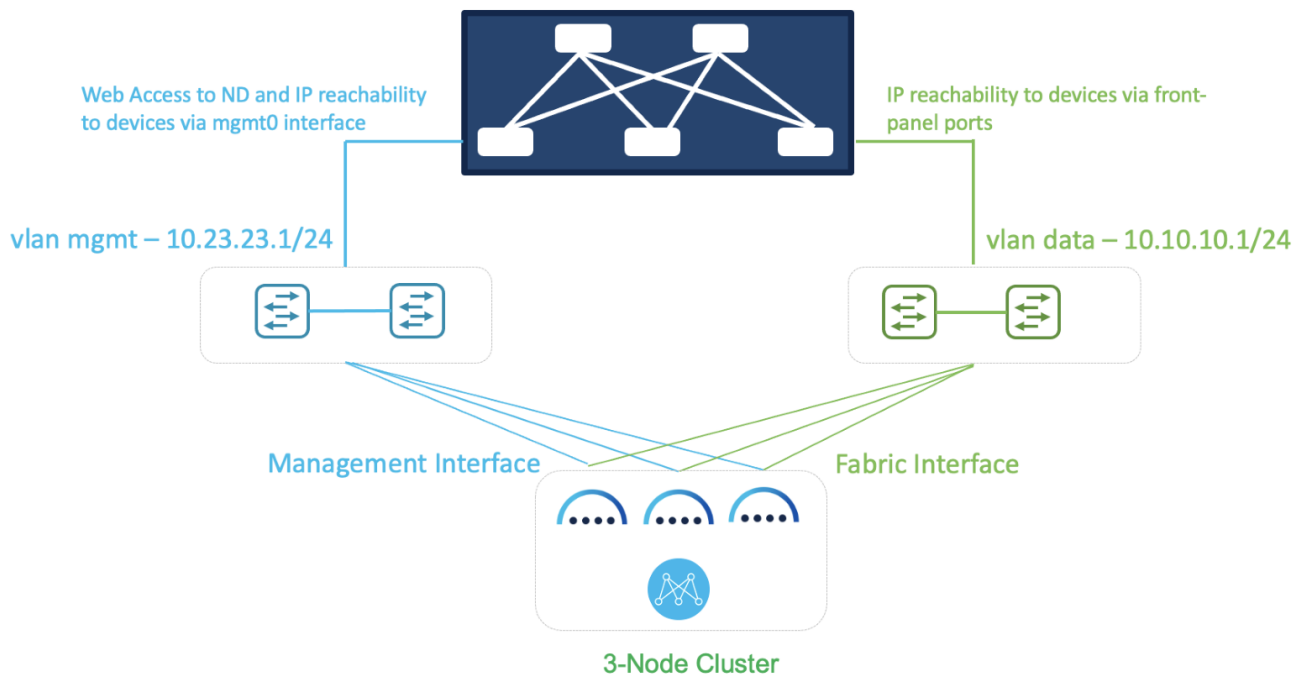 Web Access to ND and IP reachability
to devices via mgmt0 interface
IP reachability to devices via front-
panel ports
vlan mgmt – 10.23.23.1/24
vlan data – 10.10.10.1/24
Management Interface
Fabric Interface
3-Node Cluster